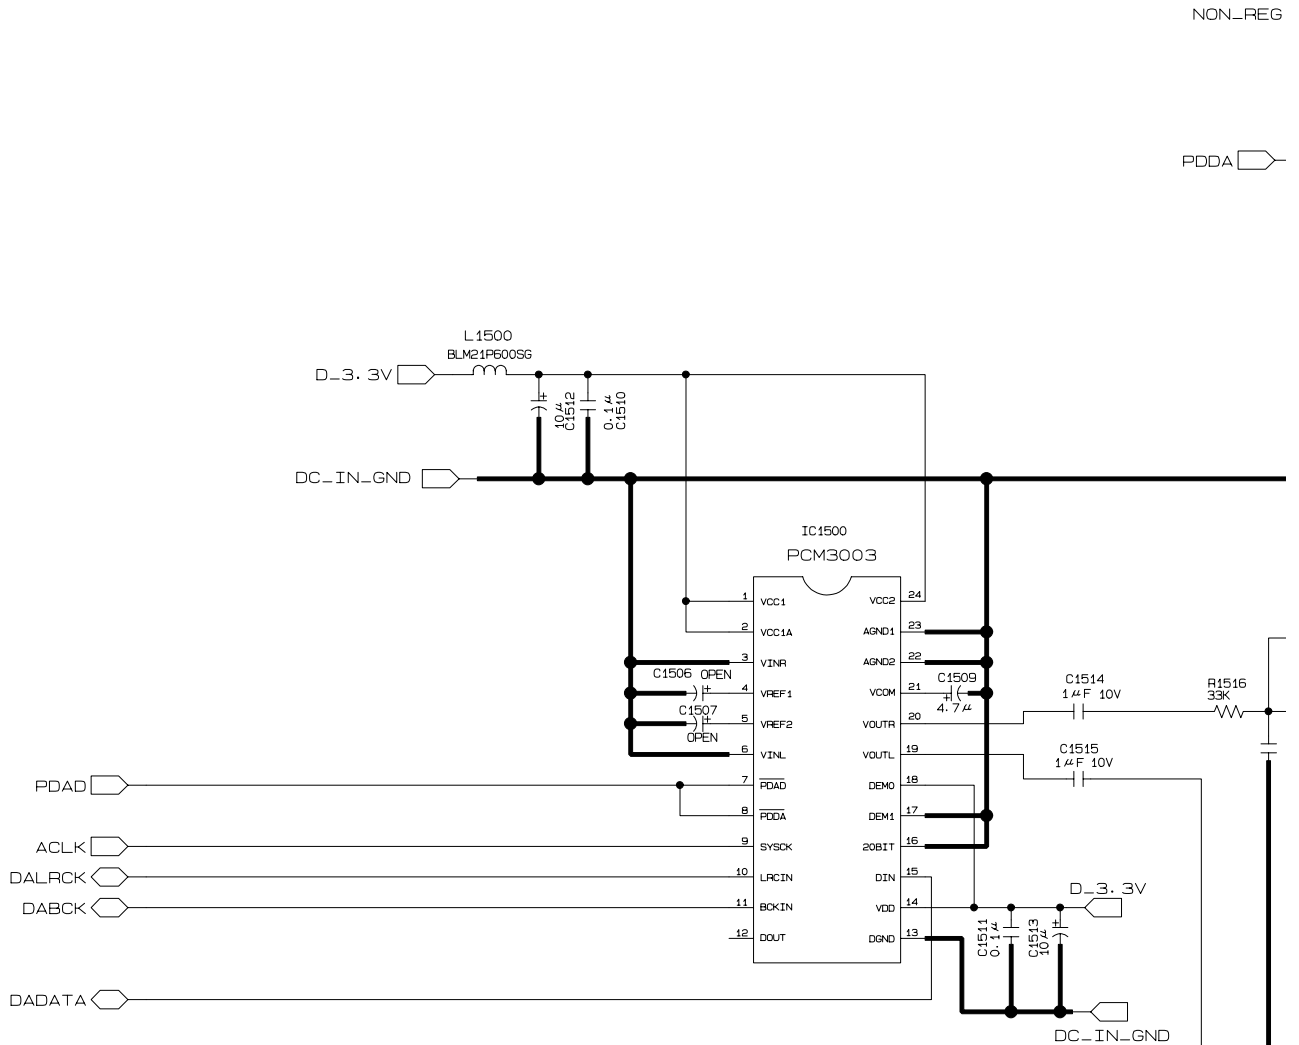 NON_REG
PDDA
L1500
BLM21P600SG
D_3.3V
10μ
C1512
0.1μ
C1510
DC_IN_GND
IC1500
PCM3003
1 VCC1
VCC2 24
2 VCC1A
AGND1 23
3 VINR
AGND2 22
C1506 OPEN
4 VREF1
VCOM 21
C1509
4.7μ
C1514
1μF 10V
R1516
33K
C1507
OPEN
5 VREF2
VOUTR 20
6 VINL
VOUTL 19
C1515
1μF 10V
PDAD
7 PDAD
DEM0 18
8 PDDA
DEM1 17
ACLK
9 SYSCK
20BIT 16
DALRCK
10 LRCIN
DIN 15
D_3.3V
DABCK
11 BCKIN
VDD 14
12 DOUT
DGND 13
C1511
0.1μ
C1513
10μ
DADATA
DC_IN_GND